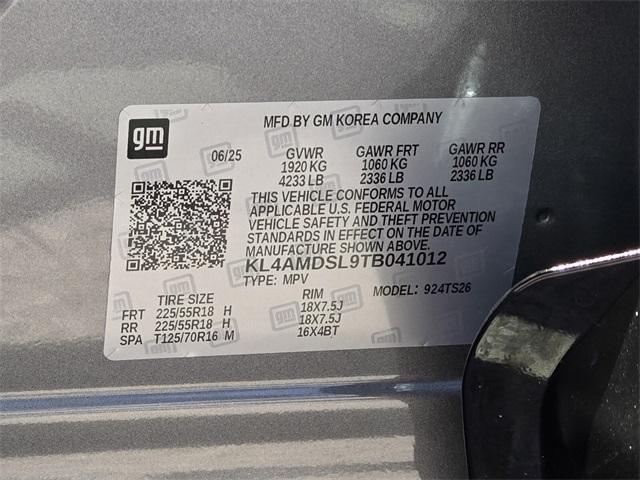 gm
MFD BY GM KOREA COMPANY
06/25 GVWR GAWR FRT GAWR RR
1920 KG 1060 KG 1060 KG
4233 LB 2336 LB 2336 LB
THIS VEHICLE CONFORMS TO ALL
APPLICABLE U.S. FEDERAL MOTOR
VEHICLE SAFETY AND THEFT PREVENTION
STANDARDS IN EFFECT ON THE DATE OF
MANUFACTURE SHOWN ABOVE.
KL4AMDSL9TB041012
TYPE: MPV MODEL: 924TS26
TIRE SIZE RIM
FRT 225/55R18 H 18X7.5J
RR 225/55R18 H 18X7.5J
SPA T125/70R16 M 16X4BT